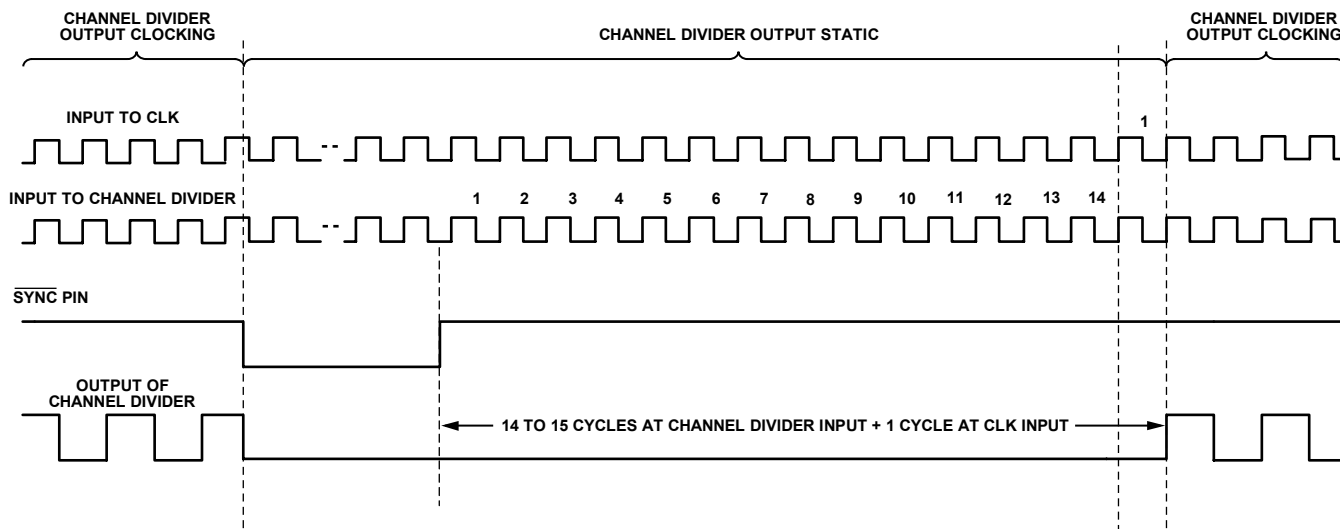 CHANNEL DIVIDER
OUTPUT CLOCKING
CHANNEL DIVIDER OUTPUT STATIC
CHANNEL DIVIDER
OUTPUT CLOCKING
INPUT TO CLK
1
INPUT TO CHANNEL DIVIDER
1 2 3 4 5 6 7 8 9 10 11 12 13 14
SYNC PIN
OUTPUT OF
CHANNEL DIVIDER
14 TO 15 CYCLES AT CHANNEL DIVIDER INPUT + 1 CYCLE AT CLK INPUT